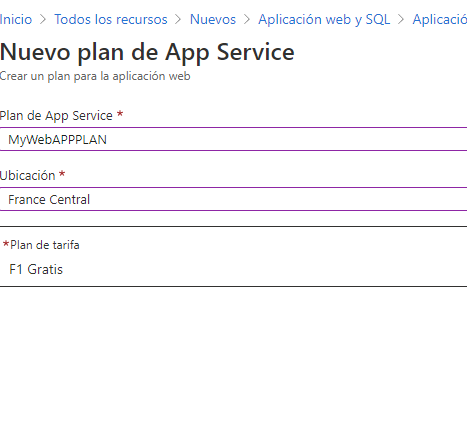 Inicio > Todos los recursos > Nuevos > Aplicación web y SQL > Aplicació
Nuevo plan de App Service
Crear un plan para la aplicación web
Plan de App Service *
MyWebAPPPLAN
Ubicación *
France Central
*Plan de tarifa
F1 Gratis